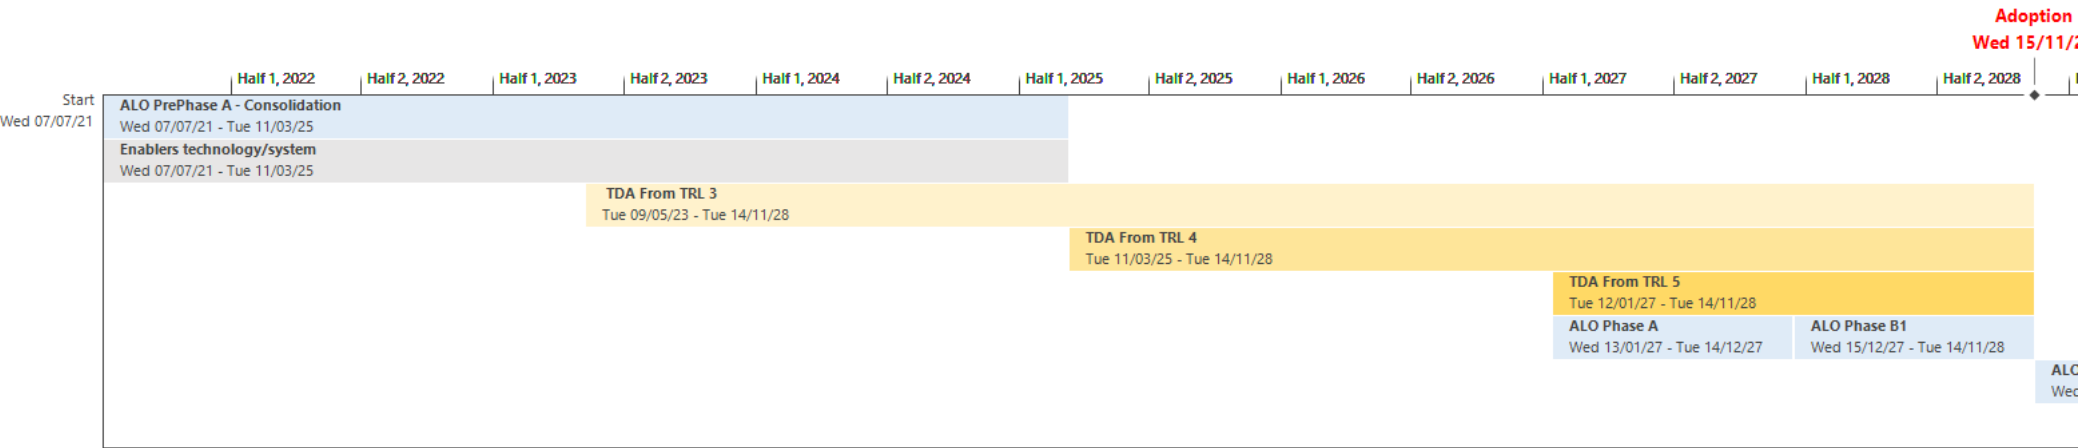 Adoption
Wed 15/11/2
Half 1, 2022
Half 2, 2022
Half 1, 2023
Half 2, 2023
Half 1, 2024
Half 2, 2024
Half 1, 2025
Half 2, 2025
Half 1, 2026
Half 2, 2026
Half 1, 2027
Half 2, 2027
Half 1, 2028
Half 2, 2028
Start
Wed 07/07/21
ALO PrePhase A - Consolidation
Wed 07/07/21 - Tue 11/03/25
Enablers technology/system
Wed 07/07/21 - Tue 11/03/25
TDA From TRL 3
Tue 09/05/23 - Tue 14/11/28
TDA From TRL 4
Tue 11/03/25 - Tue 14/11/28
TDA From TRL 5
Tue 12/01/27 - Tue 14/11/28
ALO Phase A
Wed 13/01/27 - Tue 14/12/27
ALO Phase B1
Wed 15/12/27 - Tue 14/11/28
ALO
Wed